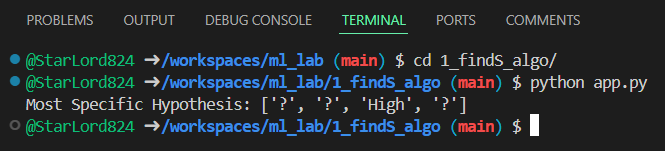 PROBLEMS OUTPUT DEBUG CONSOLE TERMINAL PORTS COMMENTS
@StarLord824 ➜/workspaces/ml_lab (main) $ cd 1_findS_algo/
@StarLord824 ➜/workspaces/ml_lab/1_findS_algo (main) $ python app.py
Most Specific Hypothesis: ['?', '?', 'High', '?']
@StarLord824 ➜/workspaces/ml_lab/1_findS_algo (main) $